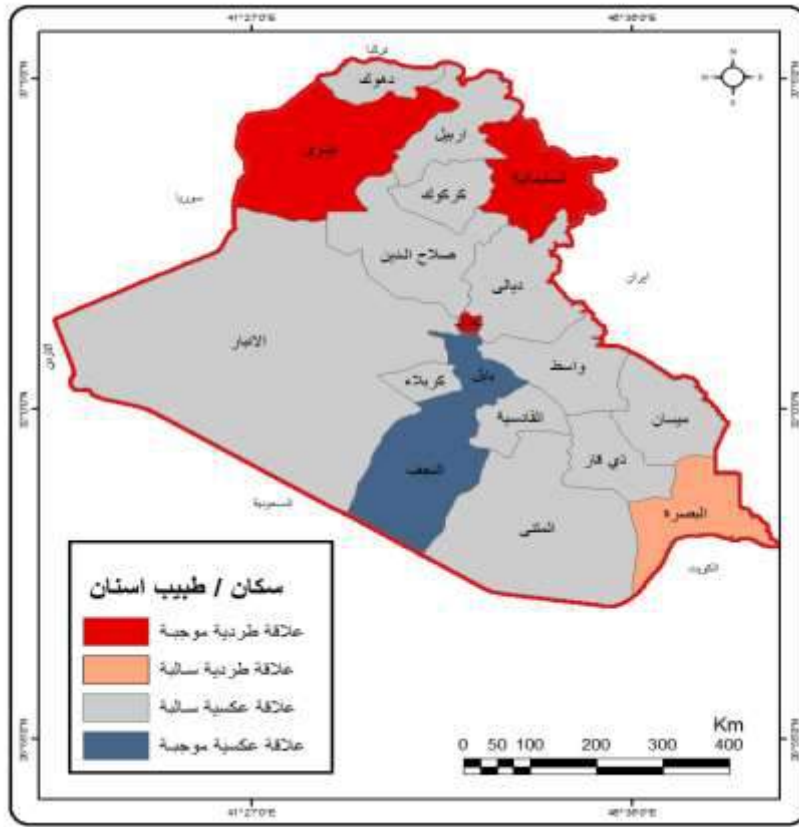 تركيا
دهوك
نينوى
اربيل
السليمانية
كركوك
سوريا
صلاح الدين
ايران
ديالى
الانبار
الأردن
واسط
بابل
كربلاء
القادسية
ميسان
ذي قار
النجف
السعودية
البصرة
المثنى
الكويت
سكان / طبيب اسنان
علاقة طردية موجبة
علاقة طردية سالبة
علاقة عكسية سالبة
علاقة عكسية موجبة
Km
0 50 100 200 300 400